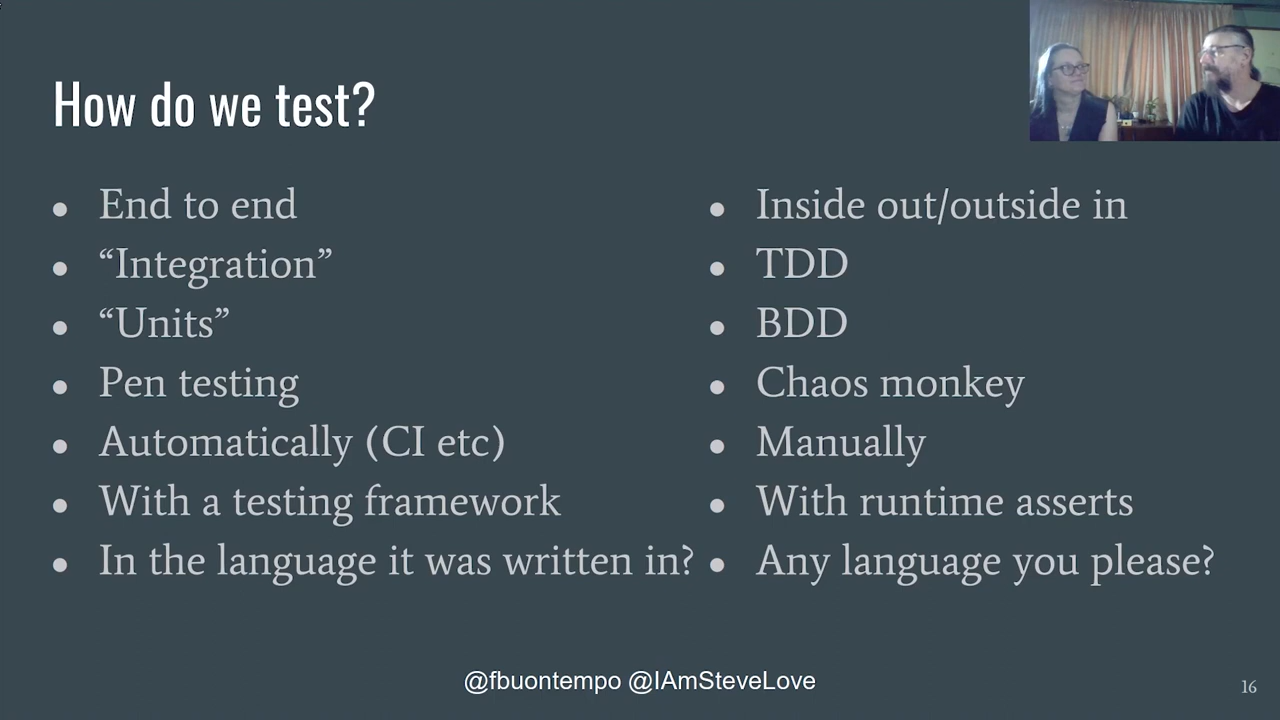 How do we test?
● End to end
● “Integration”
● “Units”
● Pen testing
● Automatically (CI etc)
● With a testing framework
● In the language it was written in?
● Inside out/outside in
● TDD
● BDD
● Chaos monkey
● Manually
● With runtime asserts
● Any language you please?
@fbuontempo @IAmSteveLove
16